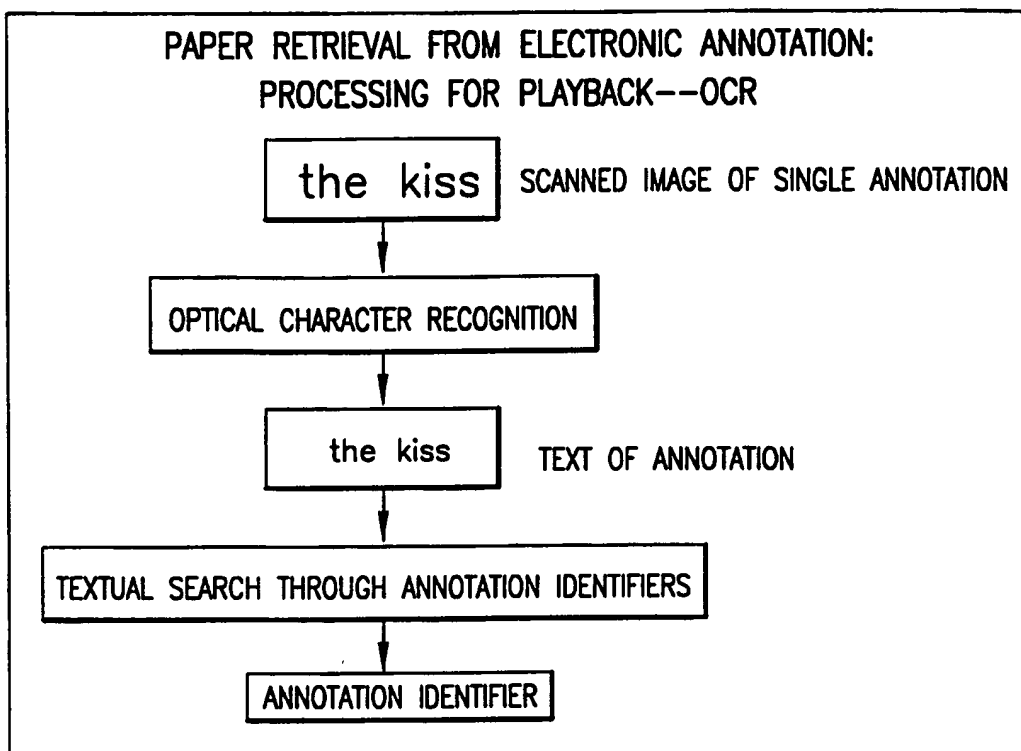 PAPER RETRIEVAL FROM ELECTRONIC ANNOTATION:
PROCESSING FOR PLAYBACK--OCR
the kiss SCANNED IMAGE OF SINGLE ANNOTATION
OPTICAL CHARACTER RECOGNITION
the kiss TEXT OF ANNOTATION
TEXTUAL SEARCH THROUGH ANNOTATION IDENTIFIERS
ANNOTATION IDENTIFIER